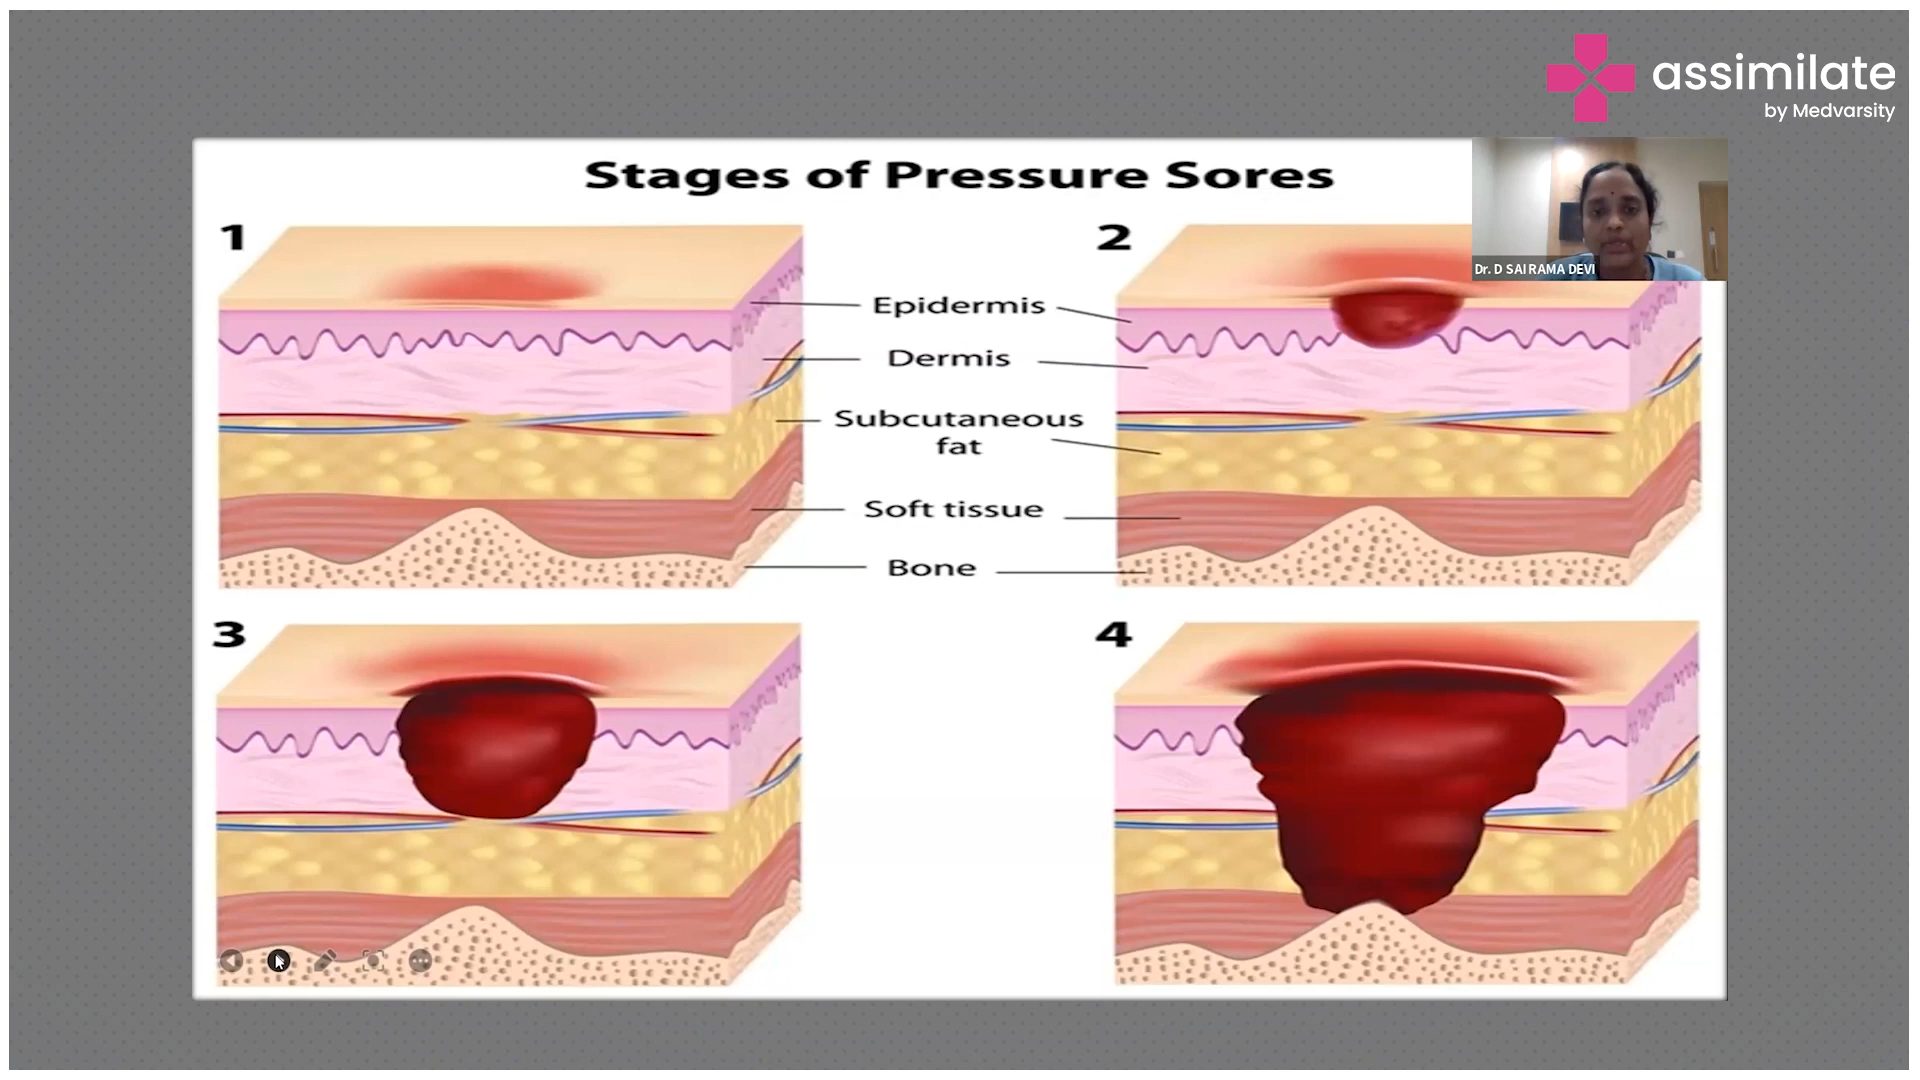 assimilate
by Medvarsity
Stages of Pressure Sores
1
2
Dr. D SAI RAMA DEVI
Epidermis
Dermis
Subcutaneous
fat
Soft tissue
Bone
3
4